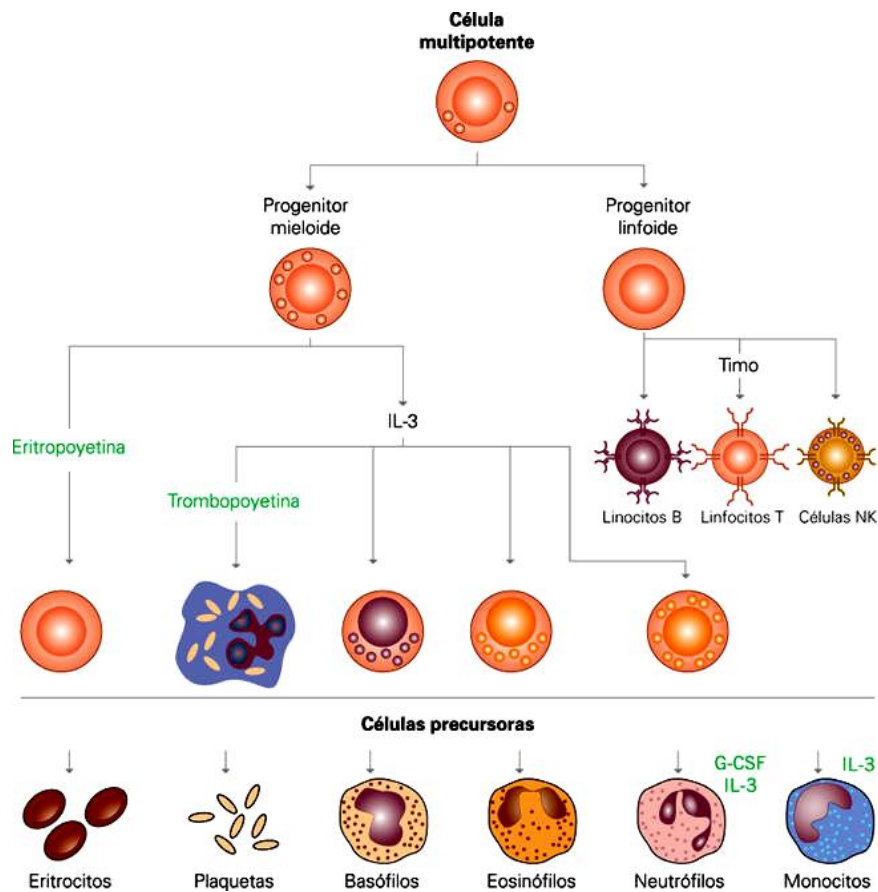 Célula
multipotente
Progenitor
mieloide
Progenitor
linfoide
Timo
IL-3
Eritropoyetina
Trombopoyetina
Linocitos B
Linfocitos T
Células NK
Células precursoras
G-CSF
IL-3
IL-3
Eritrocitos
Plaquetas
Basófilos
Eosinófilos
Neutrófilos
Monocitos